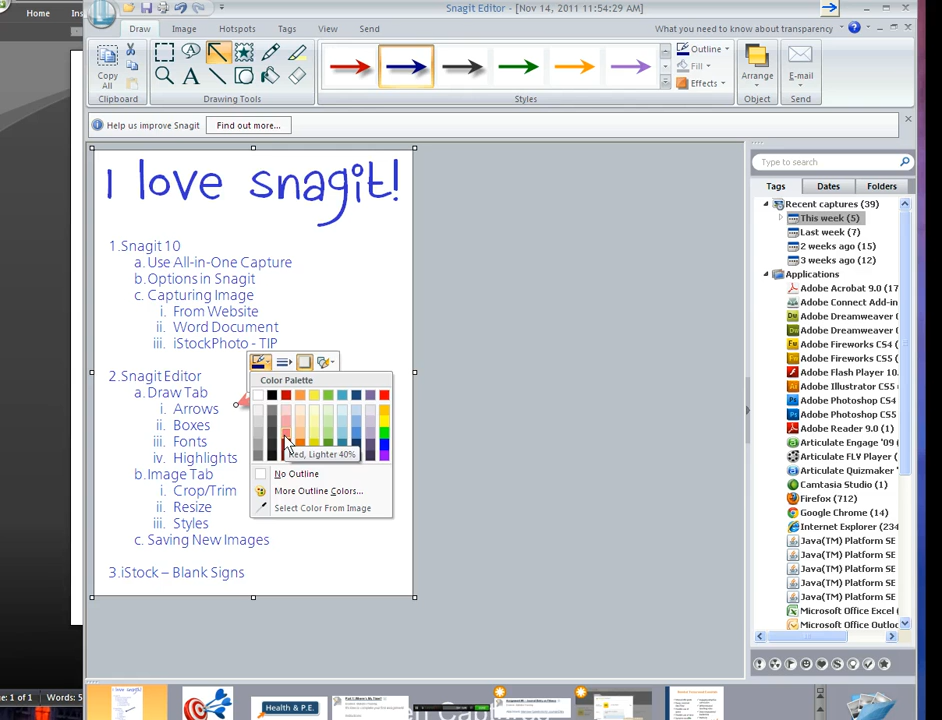 Snagit Editor - [Nov 14, 2011 11:54:29 AM]
Home
Draw
Image
Hotspots
Tags
View
Send
What you need to know about transparency
Copy
All
Outline
Fill
Effects
Arrange
E-mail
Clipboard
Drawing Tools
Styles
Object
Send
Help us improve Snagit
Find out more...
I love snagit!
1.Snagit 10
a.Use All-in-One Capture
b.Options in Snagit
c. Capturing Image
i. From Website
ii. Word Document
iii. iStockPhoto - TIP
2.Snagit Editor
a.Draw Tab
i. Arrows
ii. Boxes
iii. Fonts
iv. Highlights
b.Image Tab
i. Crop/Trim
ii. Resize
iii. Styles
c. Saving New Images
3.iStock – Blank Signs
Color Palette
Red, Lighter 40%
No Outline
More Outline Colors...
Select Color From Image
Type to search
Tags
Dates
Folders
Recent captures (39)
This week (5)
Last week (7)
2 weeks ago (15)
3 weeks ago (12)
Applications
Adobe Acrobat 9.0 (17
Adobe Connect Add-in
Adobe Dreamweaver
Adobe Dreamweaver
Adobe Fireworks CS4
Adobe Fireworks CS5
Adobe Flash Player 10
Adobe Illustrator CS5
Adobe Photoshop CS5
Adobe Reader 9.0 (1)
Articulate Engage '09
Articulate FLV Player (
Articulate Quizmaker
Camtasia Studio (1)
Firefox (712)
Google Chrome (14)
Internet Explorer (234
Java(TM) Platform SE
Java(TM) Platform SE
Java(TM) Platform SE
Java(TM) Platform SE
Java(TM) Platform SE
Microsoft Office Excel
Microsoft Office Outloo
ge: 1 of 1
Words: 5
Health & P.E.